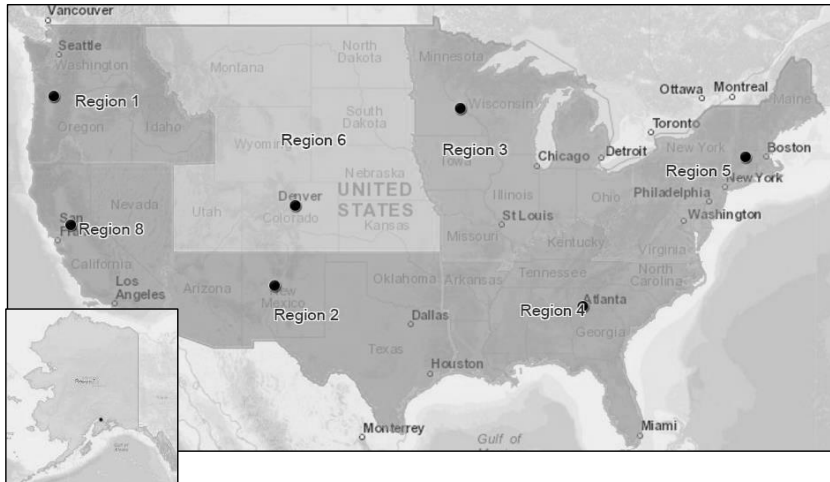 Vancouver
Seattle
Washington
Montana
North
Dakota
Minnesota
Ottawa
Montreal
Maine
Region 1
Oregon
Idaho
South
Dakota
Wisconsin
Toronto
Region 6
Wyoming
Region 3
Iowa
Chicago
Detroit
New York
Boston
Region 5
Nebraska
New York
Nevada
Utah
Denver
Colorado
UNITED
STATES
Kansas
Illinois
Ohio
Philadelphia
Washington
San
Region 8
St Louis
Missouri
Kentucky
Virginia
California
Los
Angeles
Arizona
New
Mexico
Oklahoma
Arkansas
Tennessee
North
Carolina
Region 2
Dallas
Region 4
Atlanta
Georgia
Texas
Houston
Monterrey
Gulf of
Miami